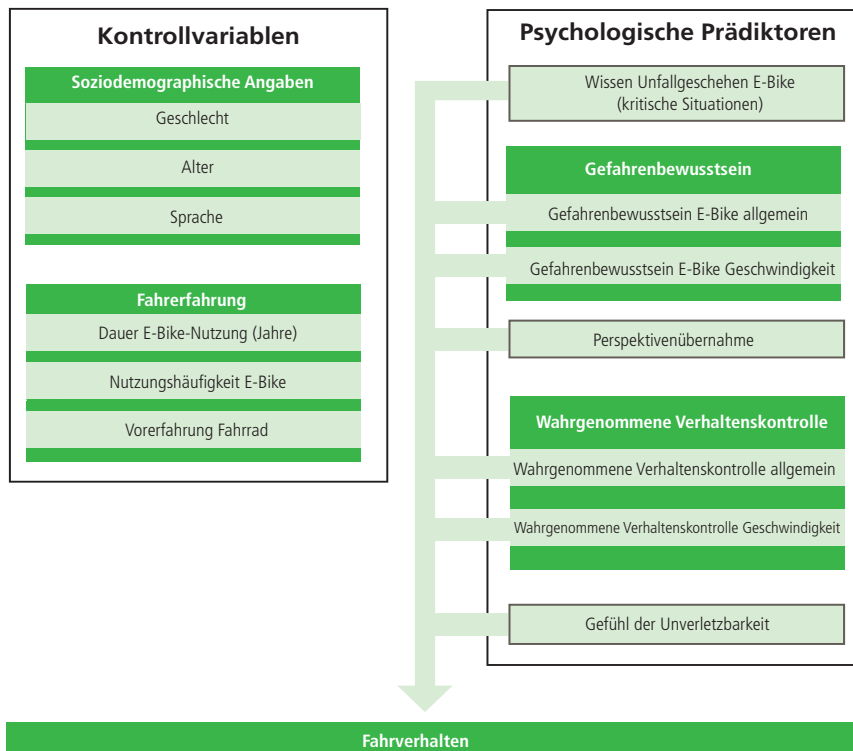 Kontrollvariablen
Soziodemographische Angaben
Geschlecht
Alter
Sprache
Fahrerfahrung
Dauer E-Bike-Nutzung (Jahre)
Nutzungshäufigkeit E-Bike
Vorerfahrung Fahrrad
Psychologische Prädiktoren
Wissen Unfallgeschehen E-Bike
(kritische Situationen)
Gefahrenbewusstsein
Gefahrenbewusstsein E-Bike allgemein
Gefahrenbewusstsein E-Bike Geschwindigkeit
Perspektivenübernahme
Wahrgenommene Verhaltenskontrolle
Wahrgenommene Verhaltenskontrolle allgemein
Wahrgenommene Verhaltenskontrolle Geschwindigkeit
Gefühl der Unverletzbarkeit
Fahrverhalten